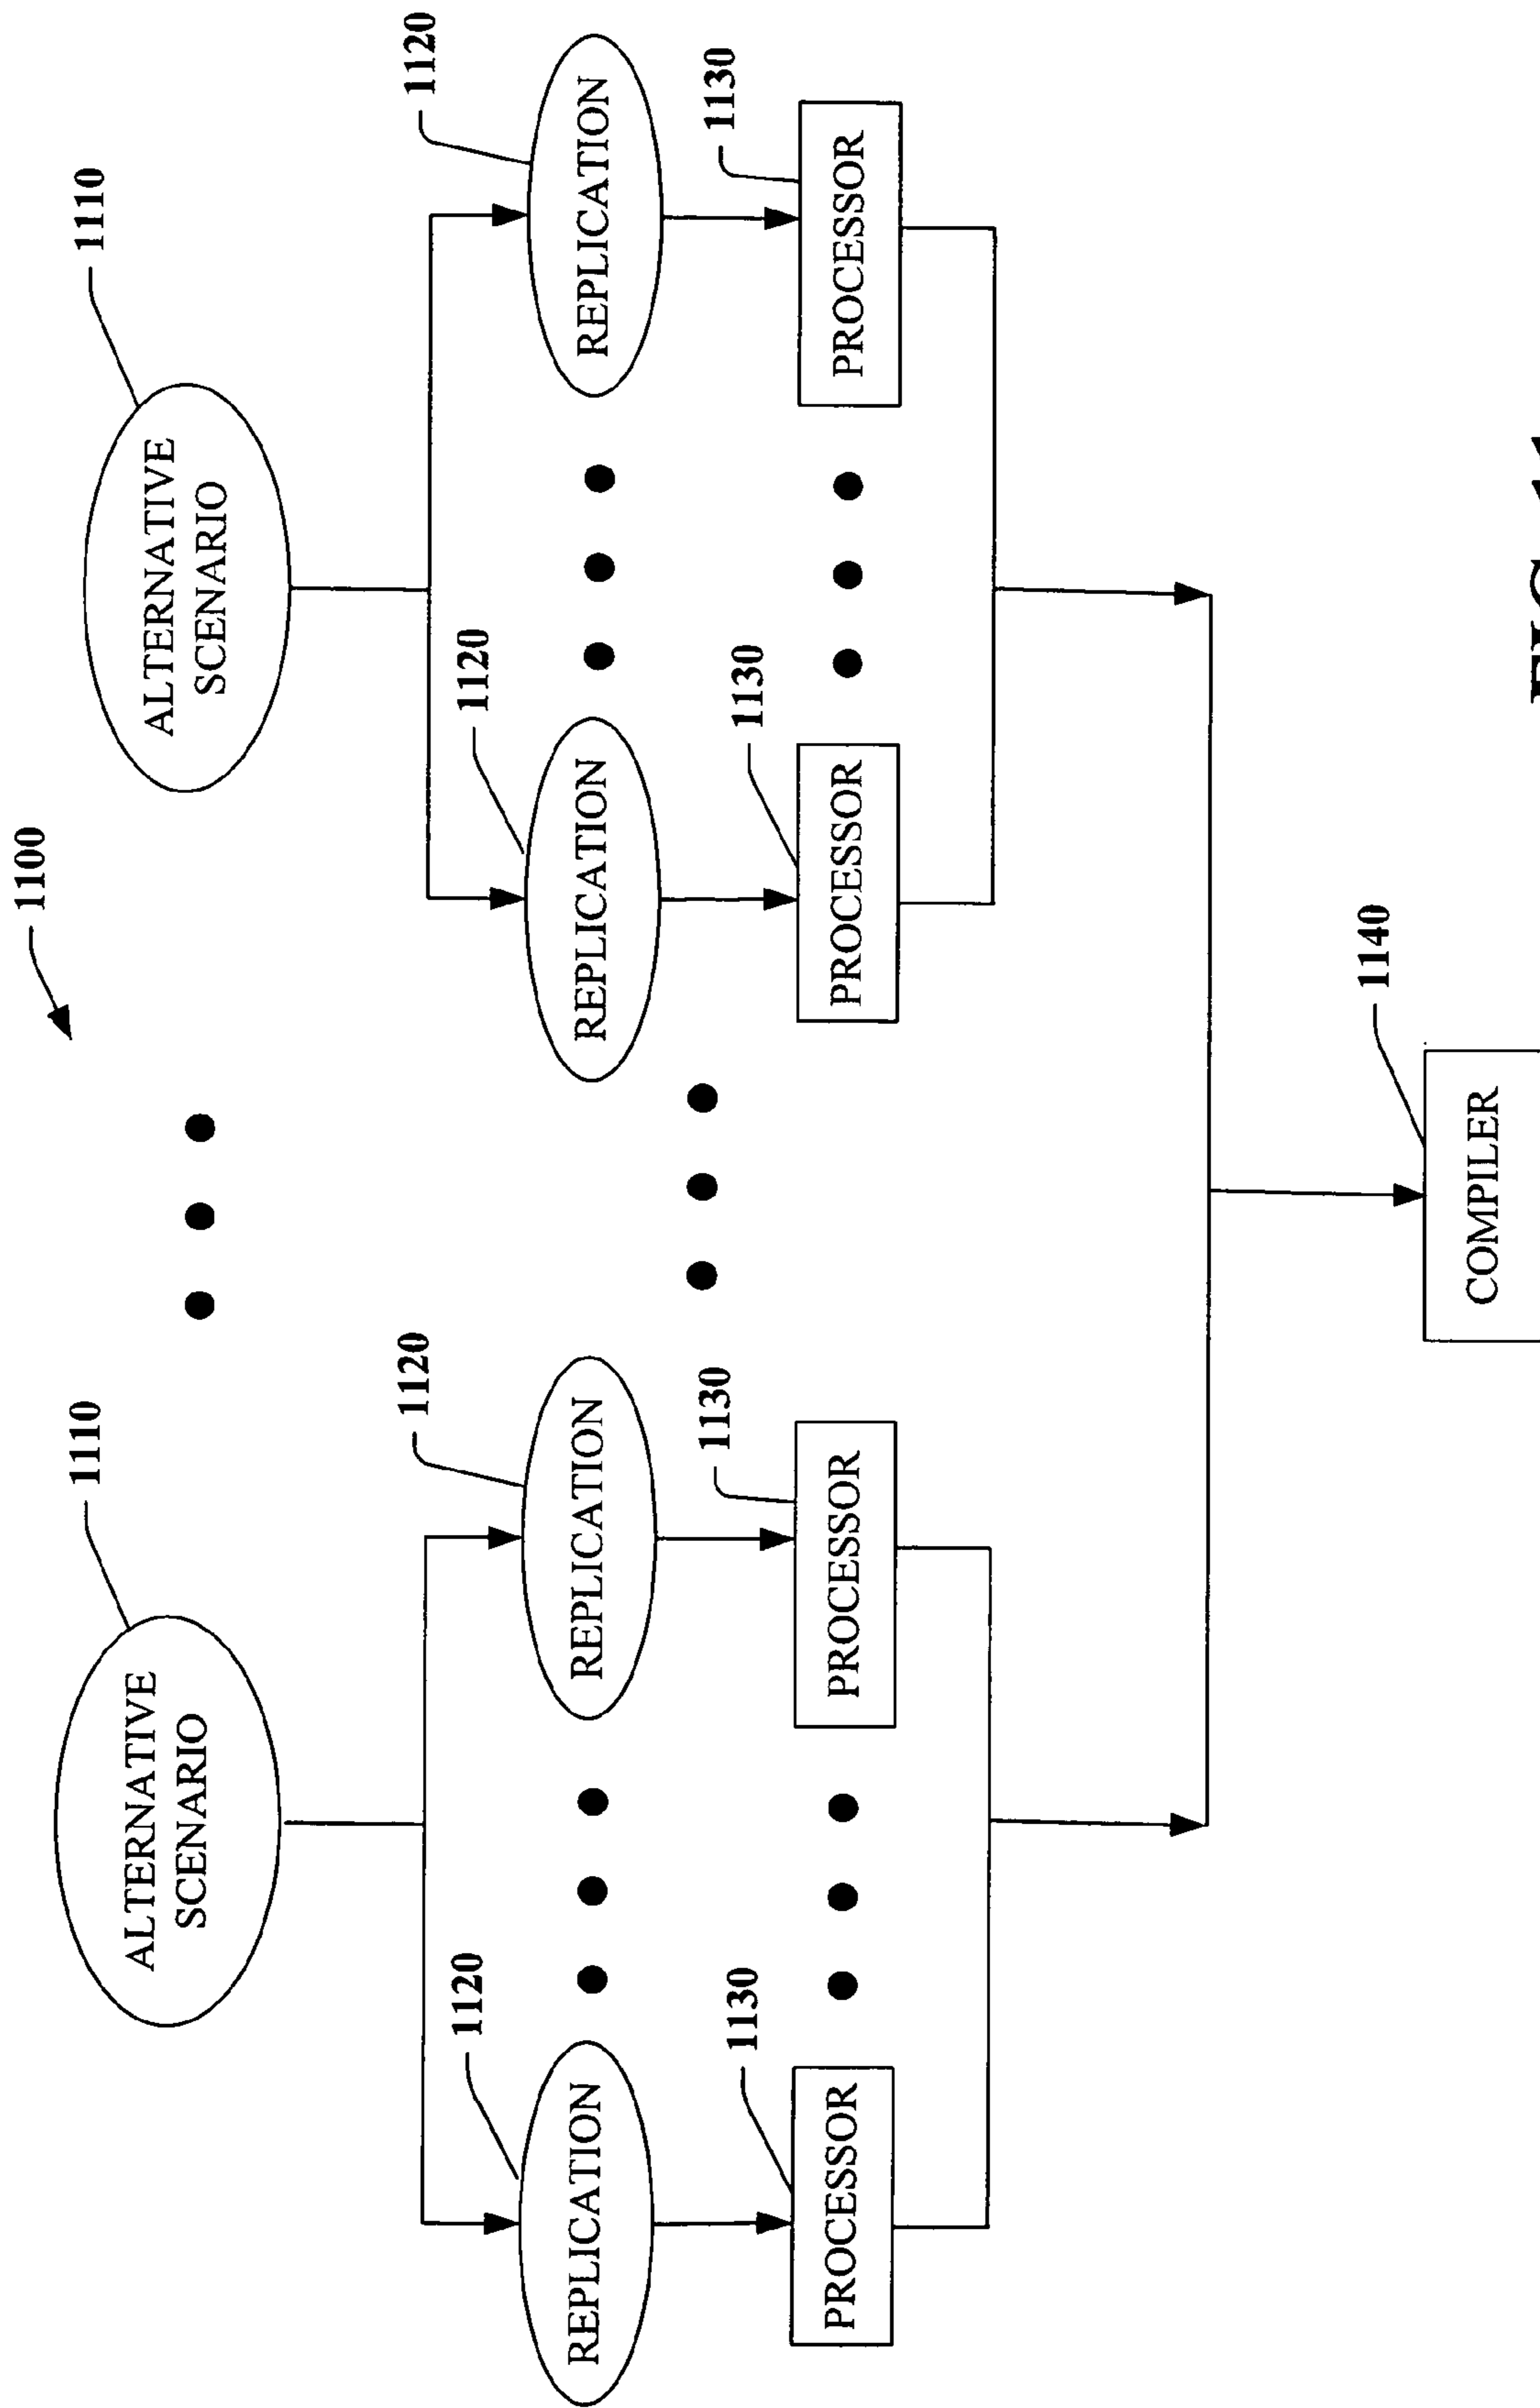 1100
1110
1110
ALTERNATIVE
SCENARIO
ALTERNATIVE
SCENARIO
1120
1120
1120
1120
REPLICATION
REPLICATION
REPLICATION
REPLICATION
1130
1130
1130
1130
PROCESSOR
PROCESSOR
PROCESSOR
PROCESSOR
1140
COMPILER